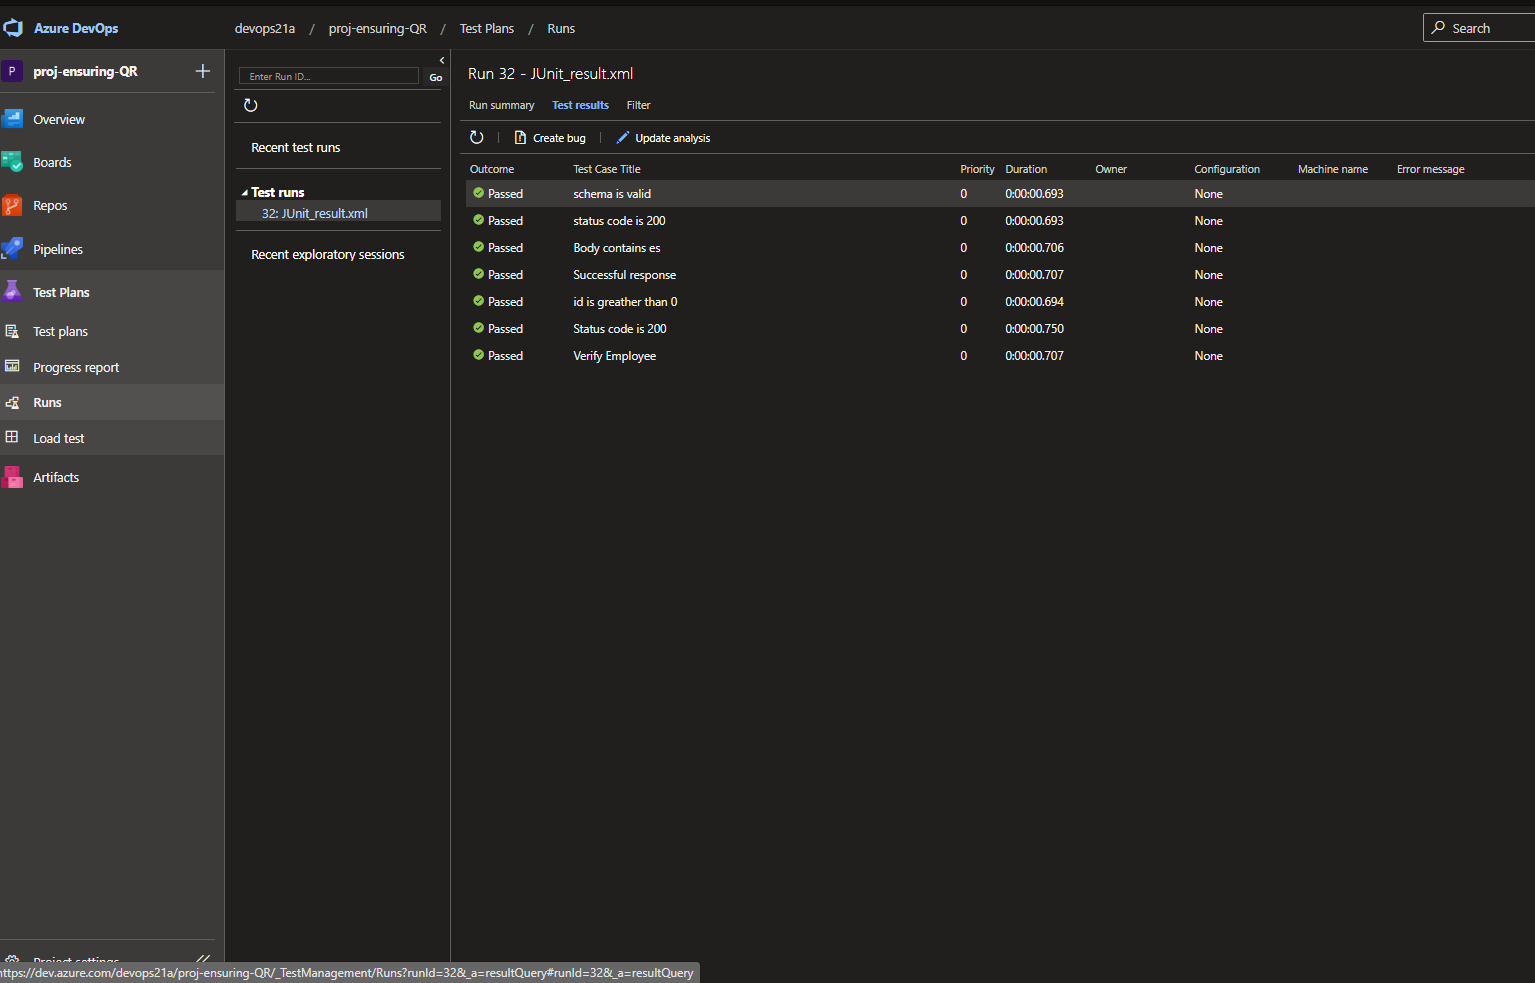 Azure DevOps
devops21a / proj-ensuring-QR / Test Plans / Runs
Search
P proj-ensuring-QR
Overview
Boards
Repos
Pipelines
Test Plans
Test plans
Progress report
Runs
Load test
Artifacts
Project settings
Enter Run ID...
Go
Recent test runs
Test runs
32: JUnit_result.xml
Recent exploratory sessions
Run 32 - JUnit_result.xml
Run summary Test results Filter
Create bug Update analysis
Outcome Test Case Title Priority Duration Owner Configuration Machine name Error message
Passed schema is valid 0 0:00:00.693 None
Passed status code is 200 0 0:00:00.693 None
Passed Body contains es 0 0:00:00.706 None
Passed Successful response 0 0:00:00.707 None
Passed id is greather than 0 0 0:00:00.694 None
Passed Status code is 200 0 0:00:00.750 None
Passed Verify Employee 0 0:00:00.707 None
https://dev.azure.com/devops21a/proj-ensuring-QR/_TestManagement/Runs?runId=32&_a=resultQuery#runId=32&_a=resultQuery